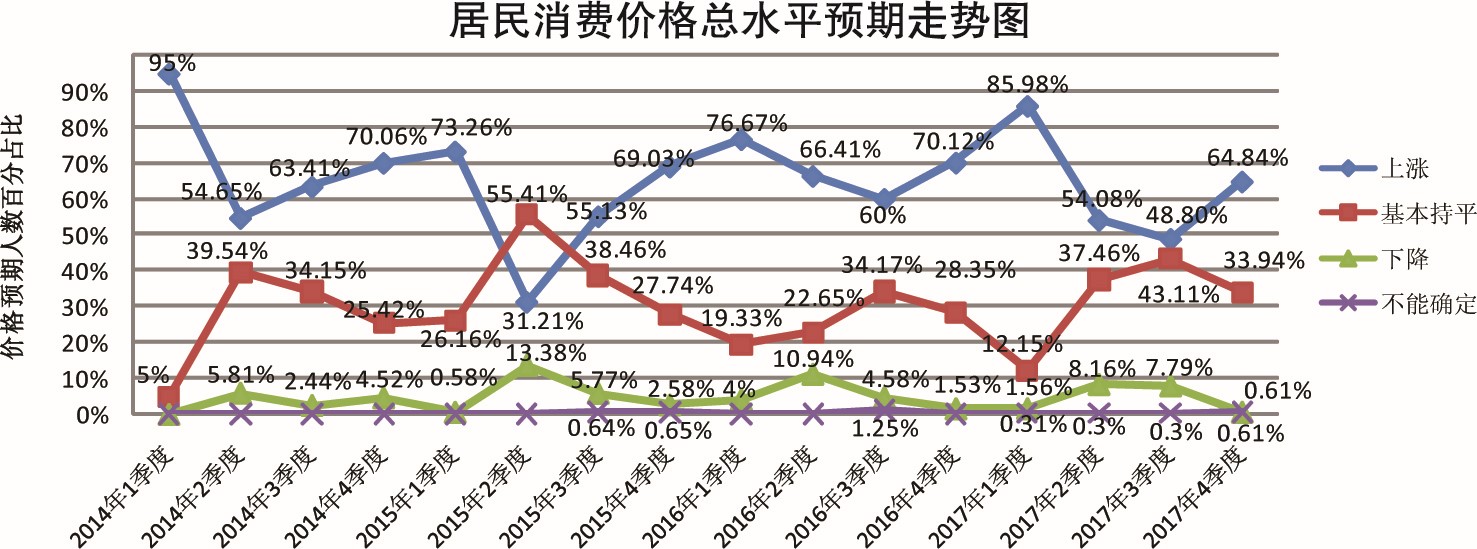 居民消费价格总水平预期走势图
价格预期人数百分占比
90%
80%
70%
60%
50%
40%
30%
20%
10%
0%
95%
54.65%
63.41%
70.06%
73.26%
31.21%
55.13%
69.03%
76.67%
66.41%
60%
70.12%
85.98%
54.08%
48.80%
64.84%
5%
39.54%
34.15%
25.42%
26.16%
55.41%
38.46%
27.74%
19.33%
22.65%
34.17%
28.35%
12.15%
37.46%
43.11%
33.94%
5.81%
2.44%
4.52%
0.58%
13.38%
5.77%
2.58%
4%
10.94%
4.58%
1.53%
1.56%
8.16%
7.79%
0.61%
0.64%
0.65%
1.25%
0.31%
0.3%
0.3%
0.61%
2014年1季度
2014年2季度
2014年3季度
2014年4季度
2015年1季度
2015年2季度
2015年3季度
2015年4季度
2016年1季度
2016年2季度
2016年3季度
2016年4季度
2017年1季度
2017年2季度
2017年3季度
2017年4季度
上涨
基本持平
下降
不能确定